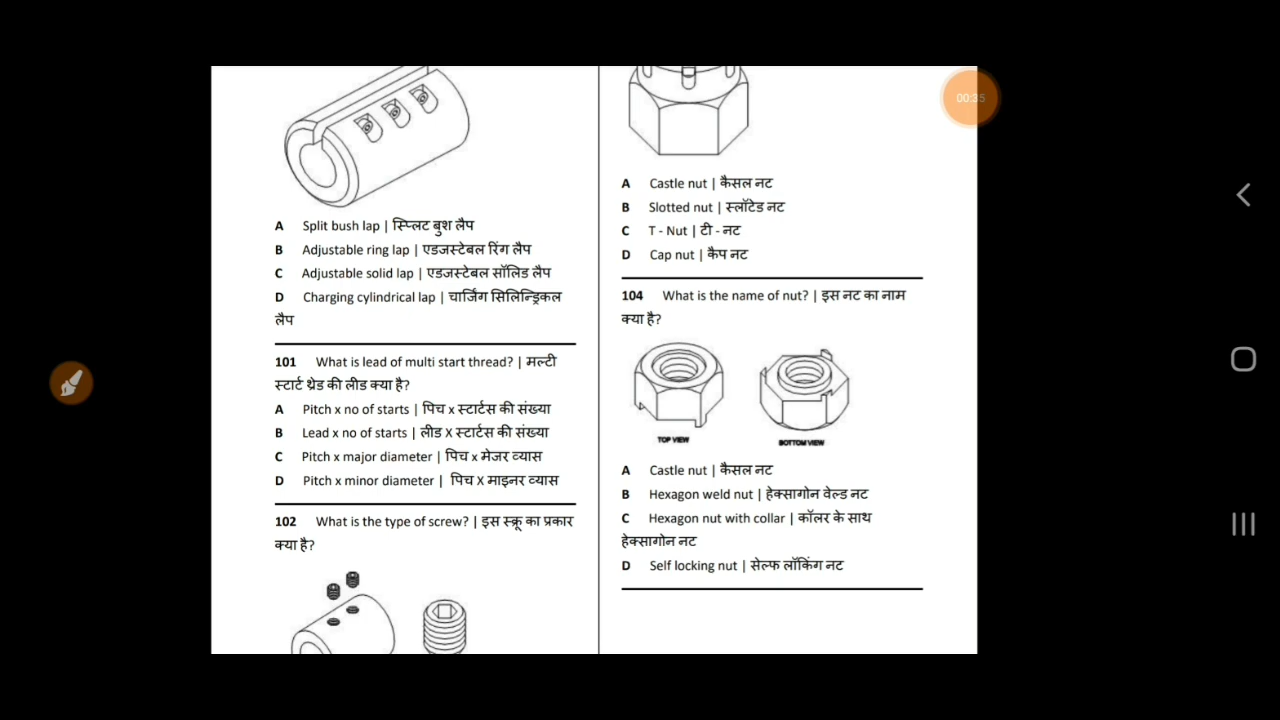 A Split bush lap | स्प्लिट बुश लैप
B Adjustable ring lap | एडजस्टेबल रिंग लैप
C Adjustable solid lap | एडजस्टेबल सॉलिड लैप
D Charging cylindrical lap | चार्जिंग सिलिन्ड्रिकल
लैप
101 What is lead of multi start thread? | मल्टी
स्टार्ट थ्रेड की लीड क्या है?
A Pitch x no of starts | पिच x स्टार्टस की संख्या
B Lead x no of starts | लीड X स्टार्टस की संख्या
C Pitch x major diameter | पिच x मेजर व्यास
D Pitch x minor diameter | पिच X माइनर व्यास
102 What is the type of screw? | इस स्क्रू का प्रकार
क्या है?
A Castle nut | कैसल नट
B Slotted nut | स्लॉटेड नट
C T - Nut | टी - नट
D Cap nut | कैप नट
104 What is the name of nut? | इस नट का नाम
क्या है?
TOP VIEW BOTTOM VIEW
A Castle nut | कैसल नट
B Hexagon weld nut | हेक्सागोन वेल्ड नट
C Hexagon nut with collar | कॉलर के साथ
हेक्सागोन नट
D Self locking nut | सेल्फ लॉकिंग नट
00:35